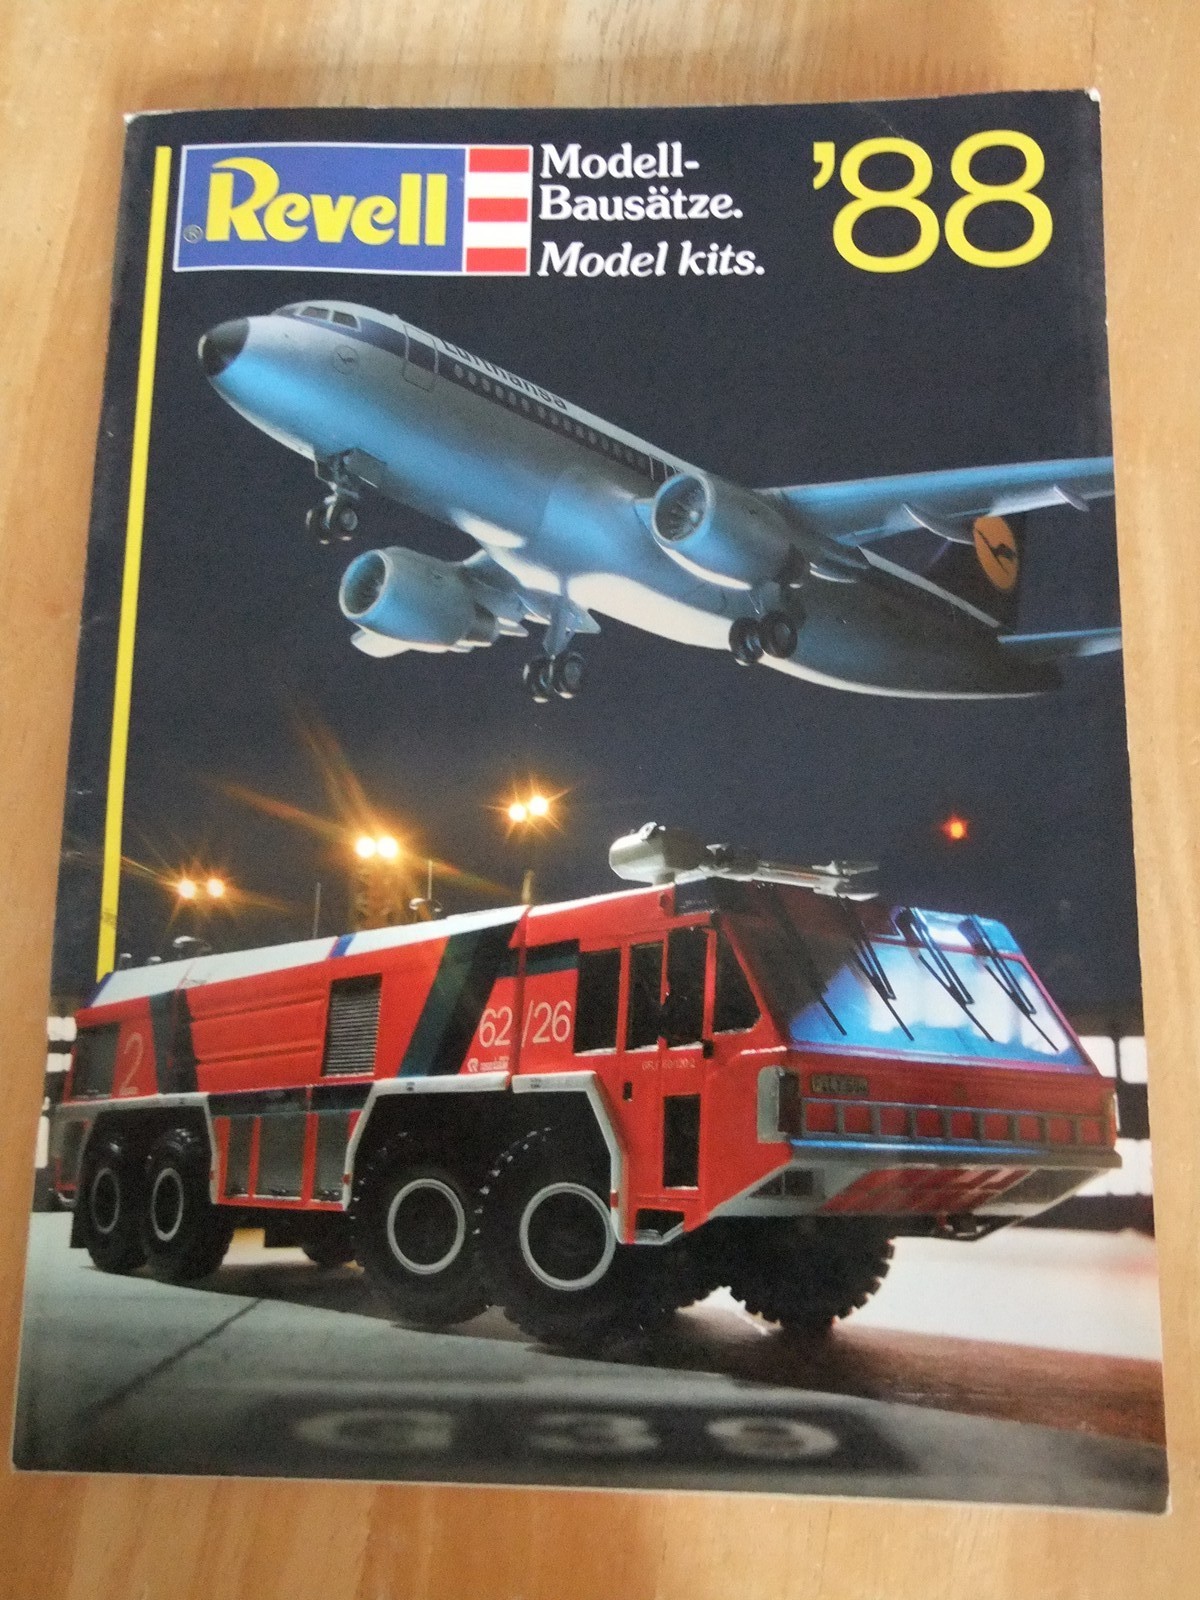 ® Revell
Modell-
Bausätze.
Model kits.
'88
Lufthansa
2
62/26